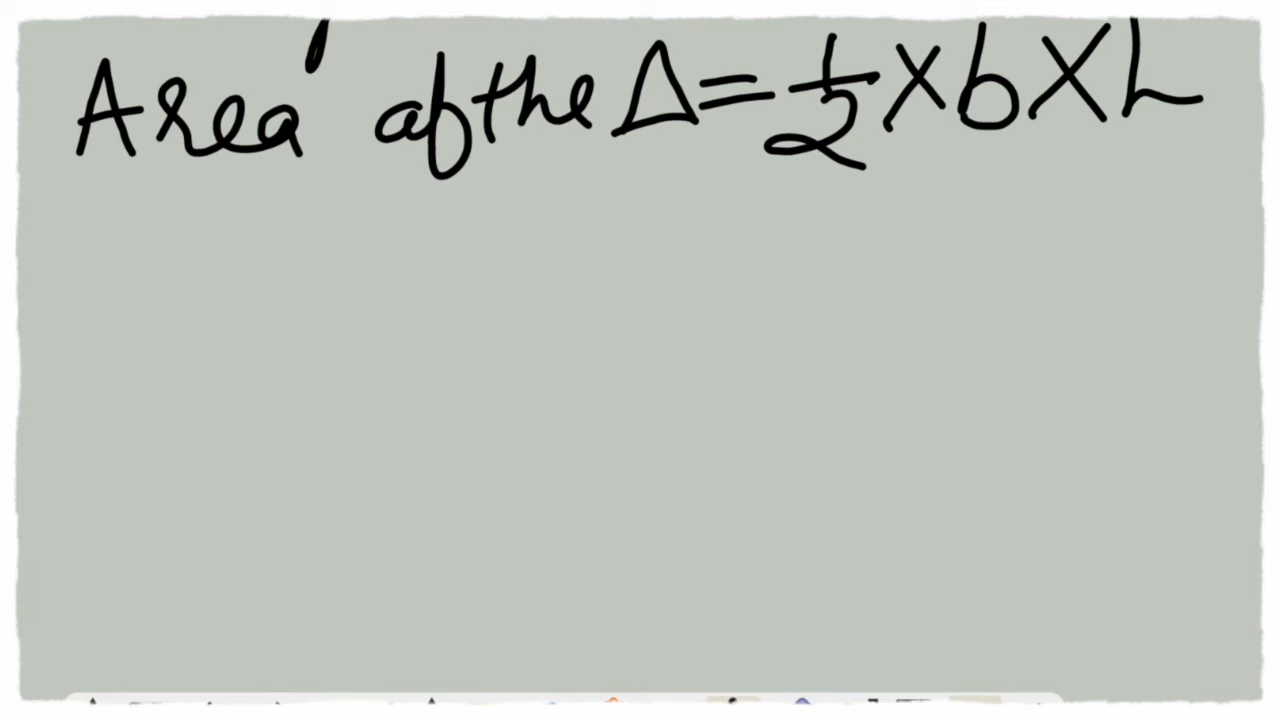 Area of the Δ = 1/2 X b X L